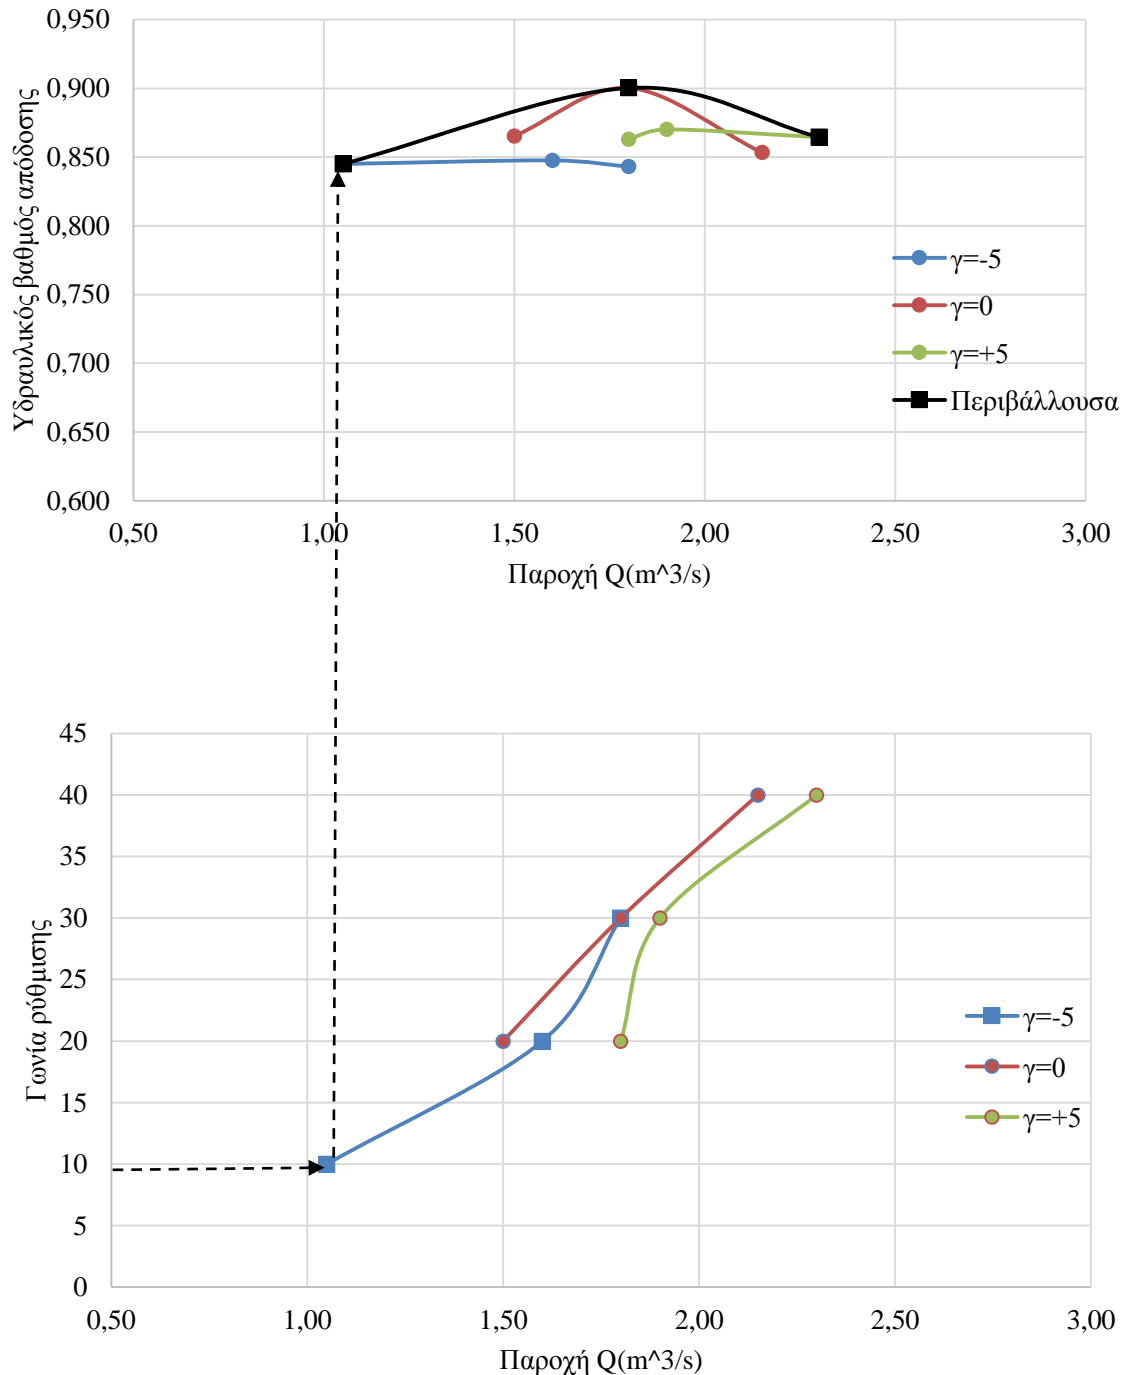 0,950
0,900
0,850
0,800
0,750
0,700
0,650
0,600
Υδραυλικός βαθμός απόδοσης
0,50 1,00 1,50 2,00 2,50 3,00
Παροχή Q(m^3/s)
γ=-5
γ=0
γ=+5
Περιβάλλουσα
45
40
35
30
25
20
15
10
5
0
Γωνία ρύθμισης
0,50 1,00 1,50 2,00 2,50 3,00
Παροχή Q(m^3/s)
γ=-5
γ=0
γ=+5